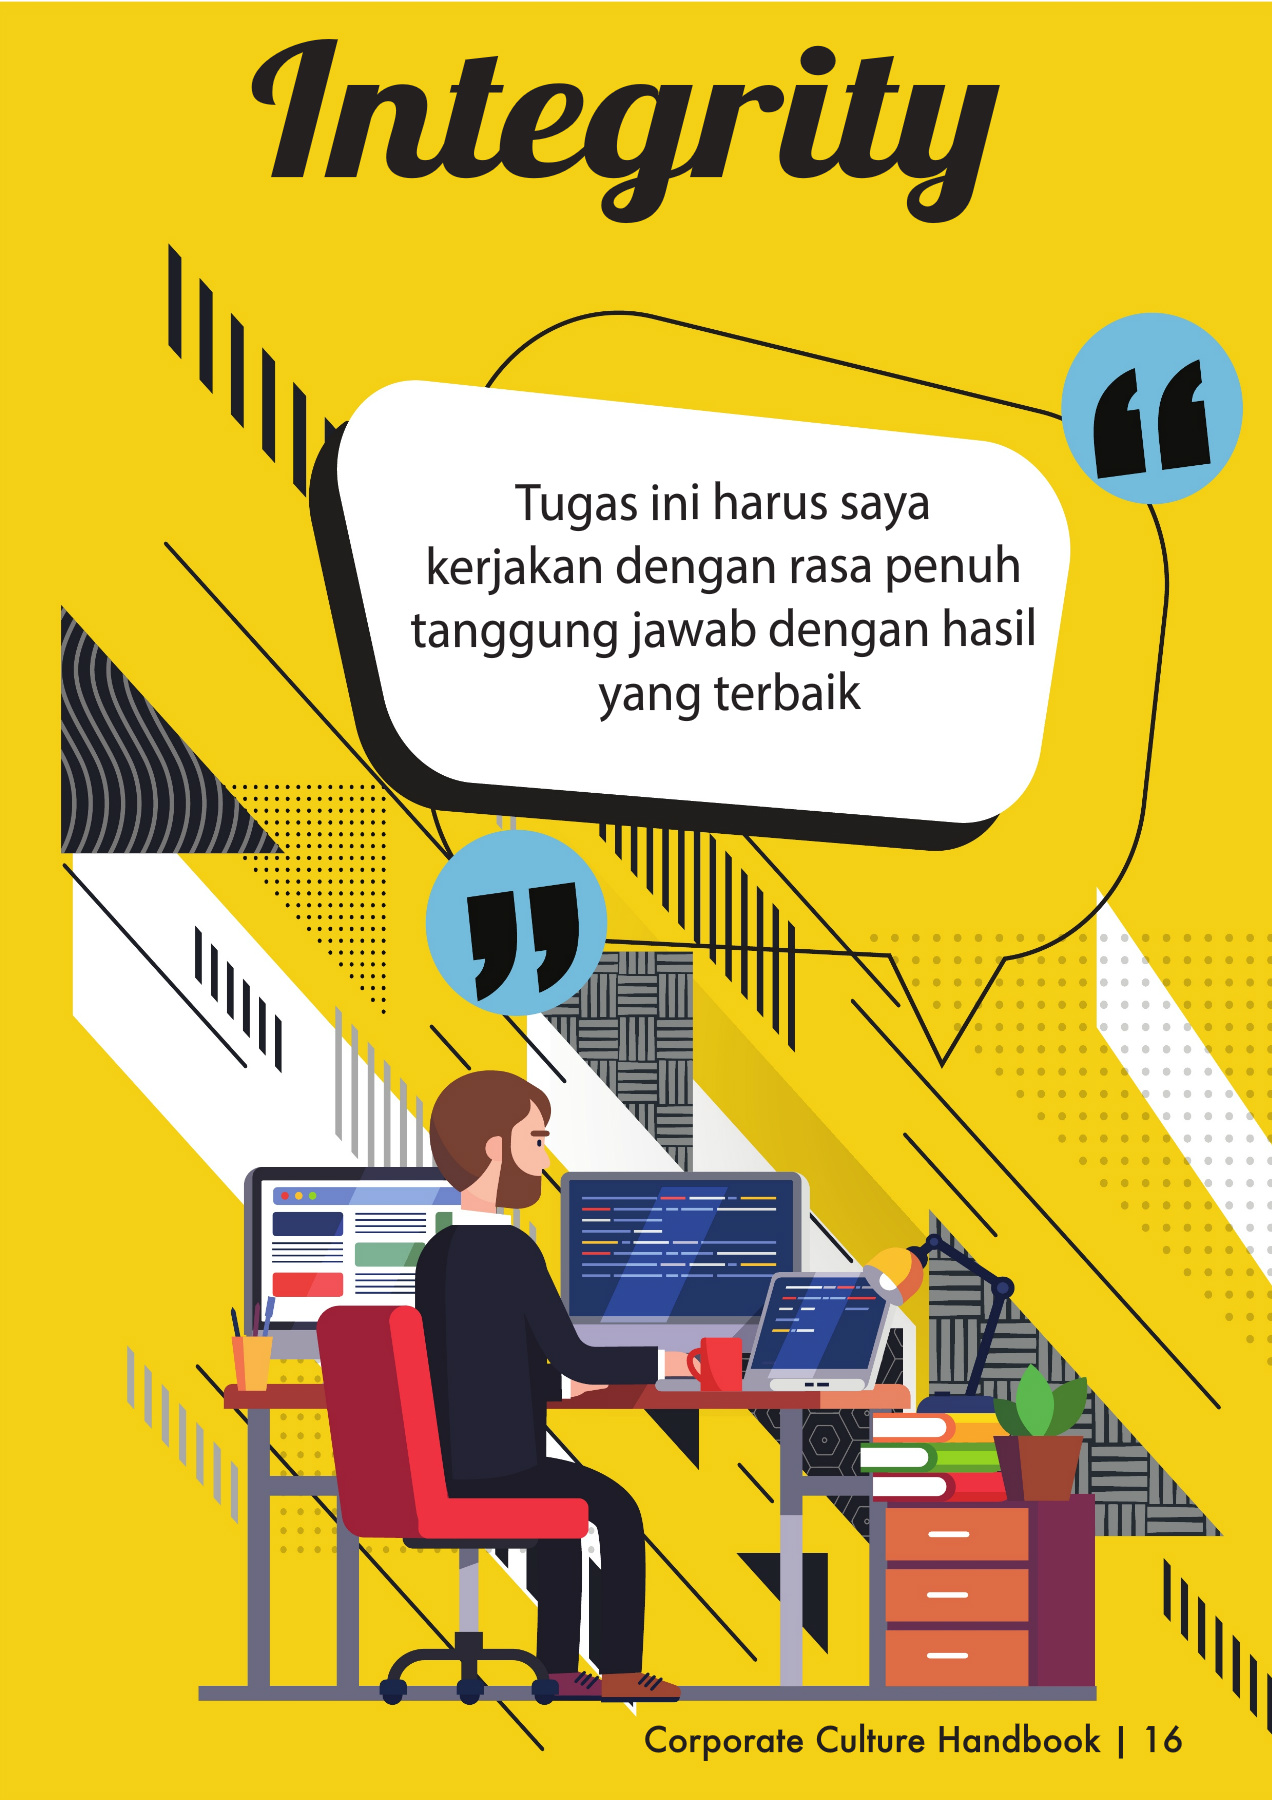 Integrity
Tugas ini harus saya
kerjakan dengan rasa penuh
tanggung jawab dengan hasil
yang terbaik
Corporate Culture Handbook | 16